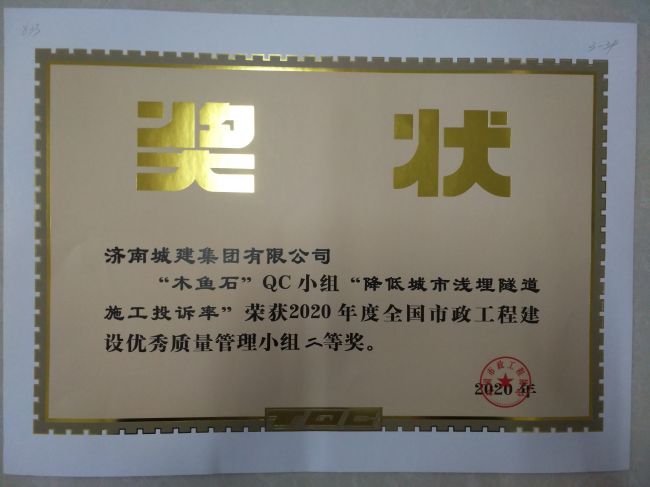 奖状
济南城建集团有限公司
“木鱼石”QC小组“降低城市浅埋隧道
施工投诉率”荣获2020年度全国市政工程建
设优秀质量管理小组二等奖。
2020年
TQC